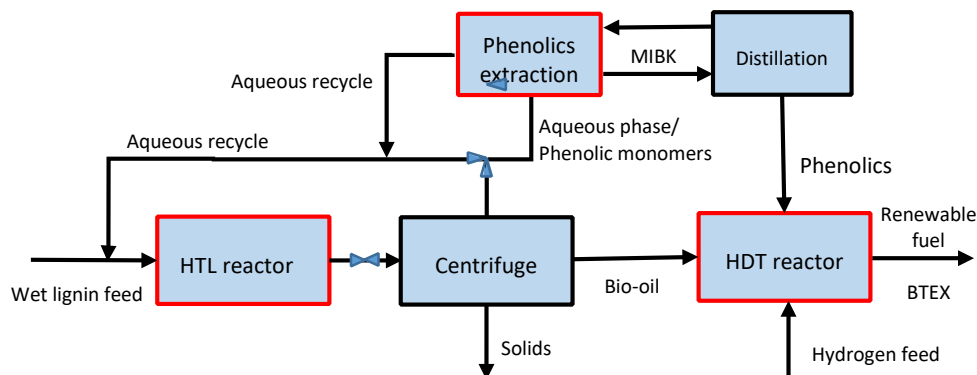 Phenolics
extraction
MIBK
Distillation
Aqueous recycle
Aqueous recycle
Aqueous phase/
Phenolic monomers
Phenolics
Wet lignin feed
HTL reactor
Centrifuge
Bio-oil
HDT reactor
Renewable
fuel
BTEX
Solids
Hydrogen feed